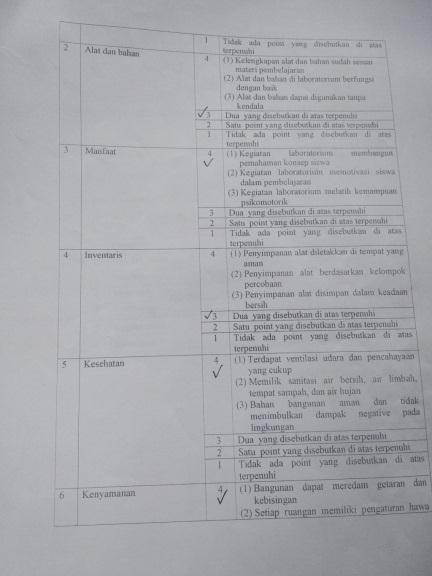 1 Tidak ada point yang disebutkan di atas
terpenuhi
2 Alat dan bahan 4 (1) Kelengkapan alat dan bahan sudah sesuai
materi pembelajaran
(2) Alat dan bahan di laboratorium berfungsi
dengan baik
(3) Alat dan bahan dapat digunakan tanpa
kendala
✓3 Dua yang disebutkan di atas terpenuhi
2 Satu point yang disebutkan di atas terpenuhi
1 Tidak ada point yang disebutkan di atas
terpenuhi
3 Manfaat 4 ✓ (1) Kegiatan laboratorium membangun
pemahaman konsep siswa
(2) Kegiatan laboratorium memotivasi siswa
dalam pembelajaran
(3) Kegiatan laboratorium melatih kemampuan
psikomotorik
3 Dua yang disebutkan di atas terpenuhi
2 Satu point yang disebutkan di atas terpenuhi
1 Tidak ada point yang disebutkan di atas
terpenuhi
4 Inventaris 4 (1) Penyimpanan alat diletakkan di tempat yang
aman
(2) Penyimpanan alat berdasarkan kelompok
percobaan
(3) Penyimpanan alat disimpan dalam keadaan
bersih
✓3 Dua yang disebutkan di atas terpenuhi
2 Satu point yang disebutkan di atas terpenuhi
1 Tidak ada point yang disebutkan di atas
terpenuhi
5 Kesehatan 4 ✓ (1) Terdapat ventilasi udara dan pencahayaan
yang cukup
(2) Memilik sanitasi air bersih, air limbah,
tempat sampah, dan air hujan
(3) Bahan bangunan aman dan tidak
menimbulkan dampak negative pada
lingkungan
3 Dua yang disebutkan di atas terpenuhi
2 Satu point yang disebutkan di atas terpenuhi
1 Tidak ada point yang disebutkan di atas
terpenuhi
6 Kenyamanan 4 ✓ (1) Bangunan dapat meredam getaran dan
kebisingan
(2) Setiap ruangan memiliki pengaturan hawa